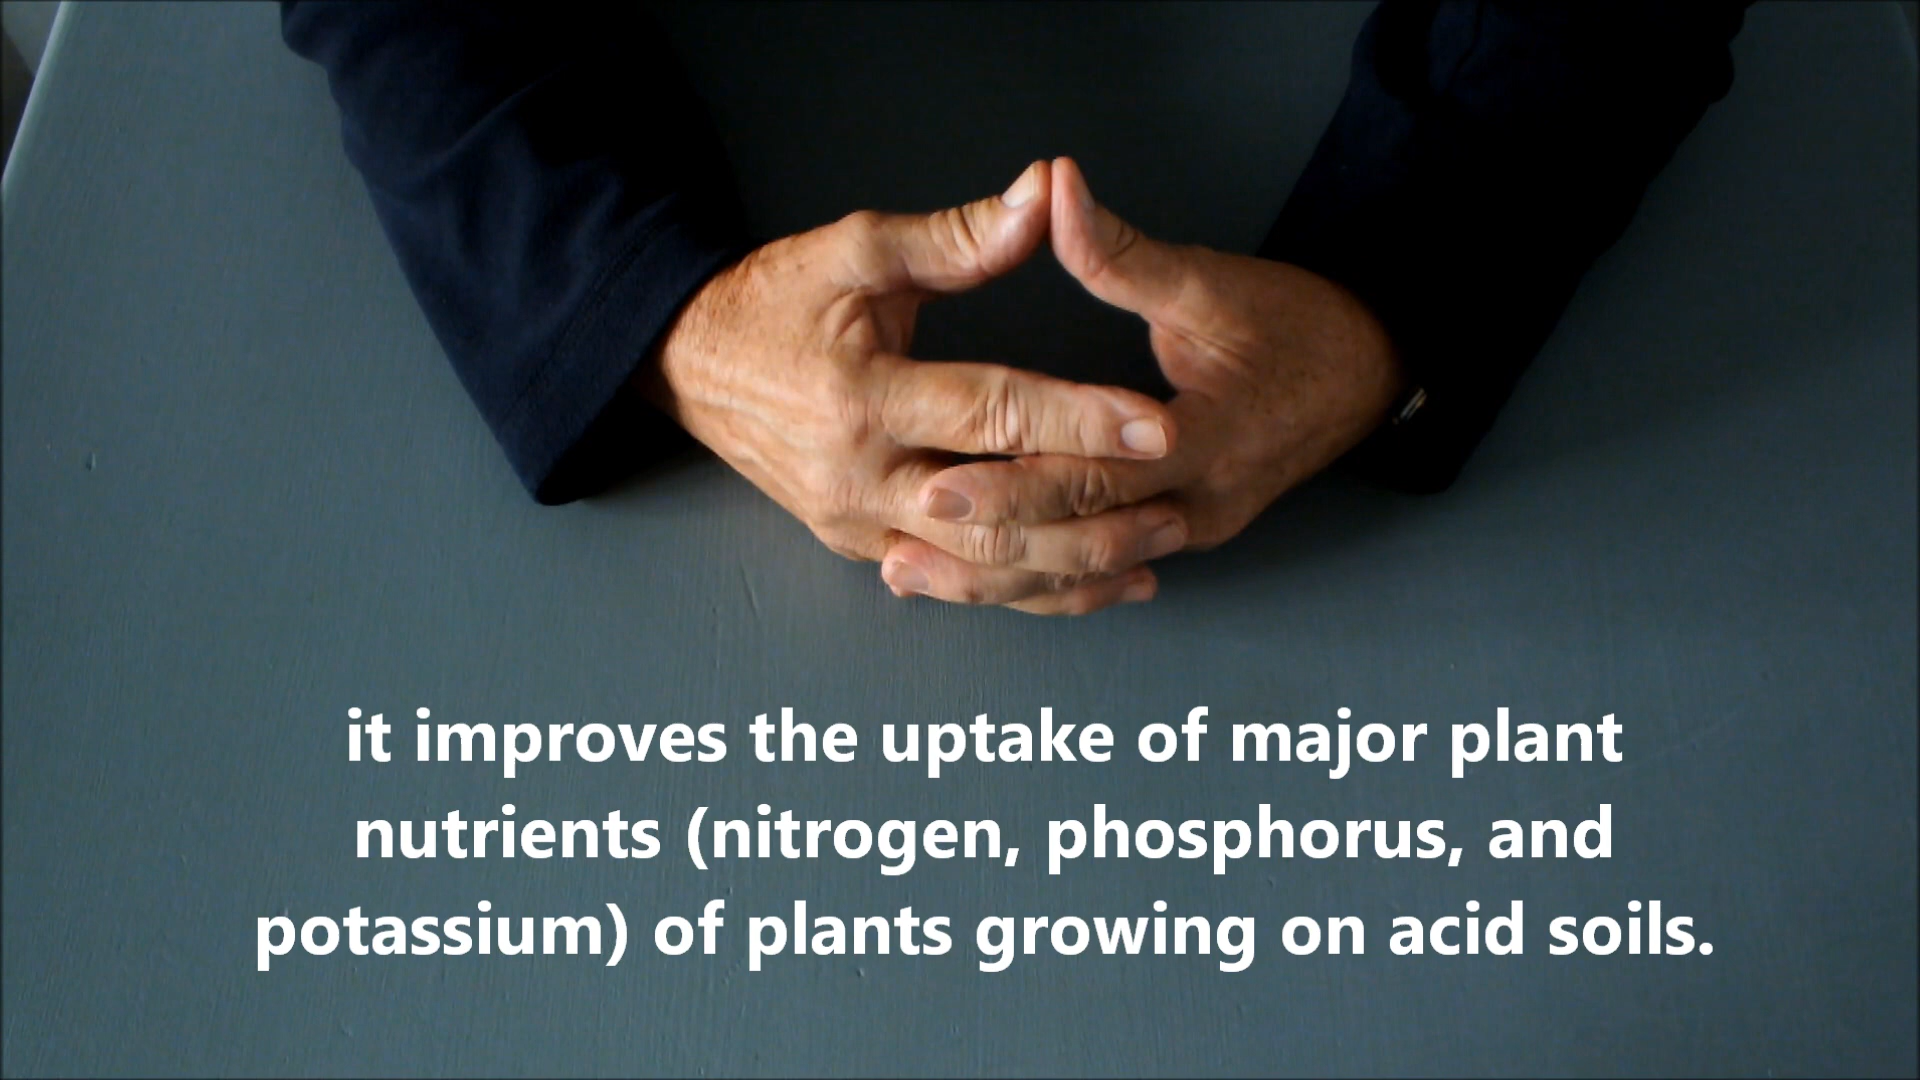 it improves the uptake of major plant
nutrients (nitrogen, phosphorus, and
potassium) of plants growing on acid soils.